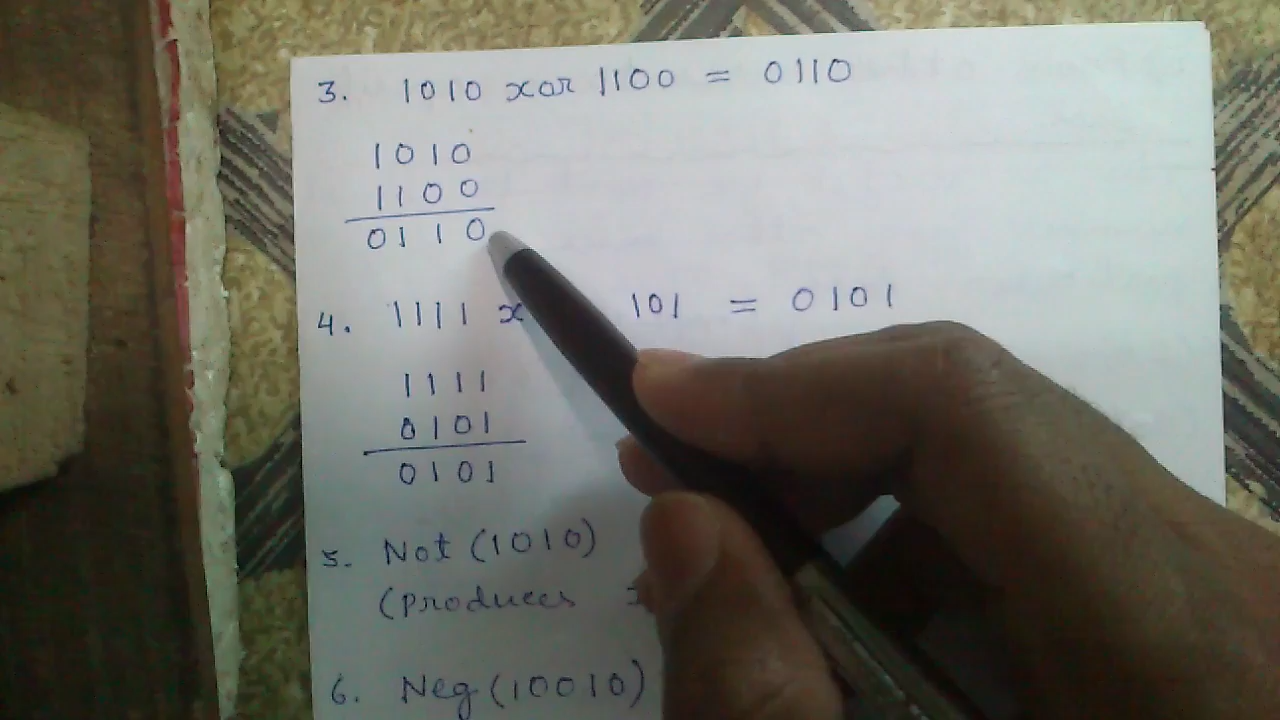 3. 1010 xor 1100 = 0110
1010
1100
0110
4. 1111 x 101 = 0101
1111
0101
0101
5. Not (1010)
(Produces
6. Neg (10010)